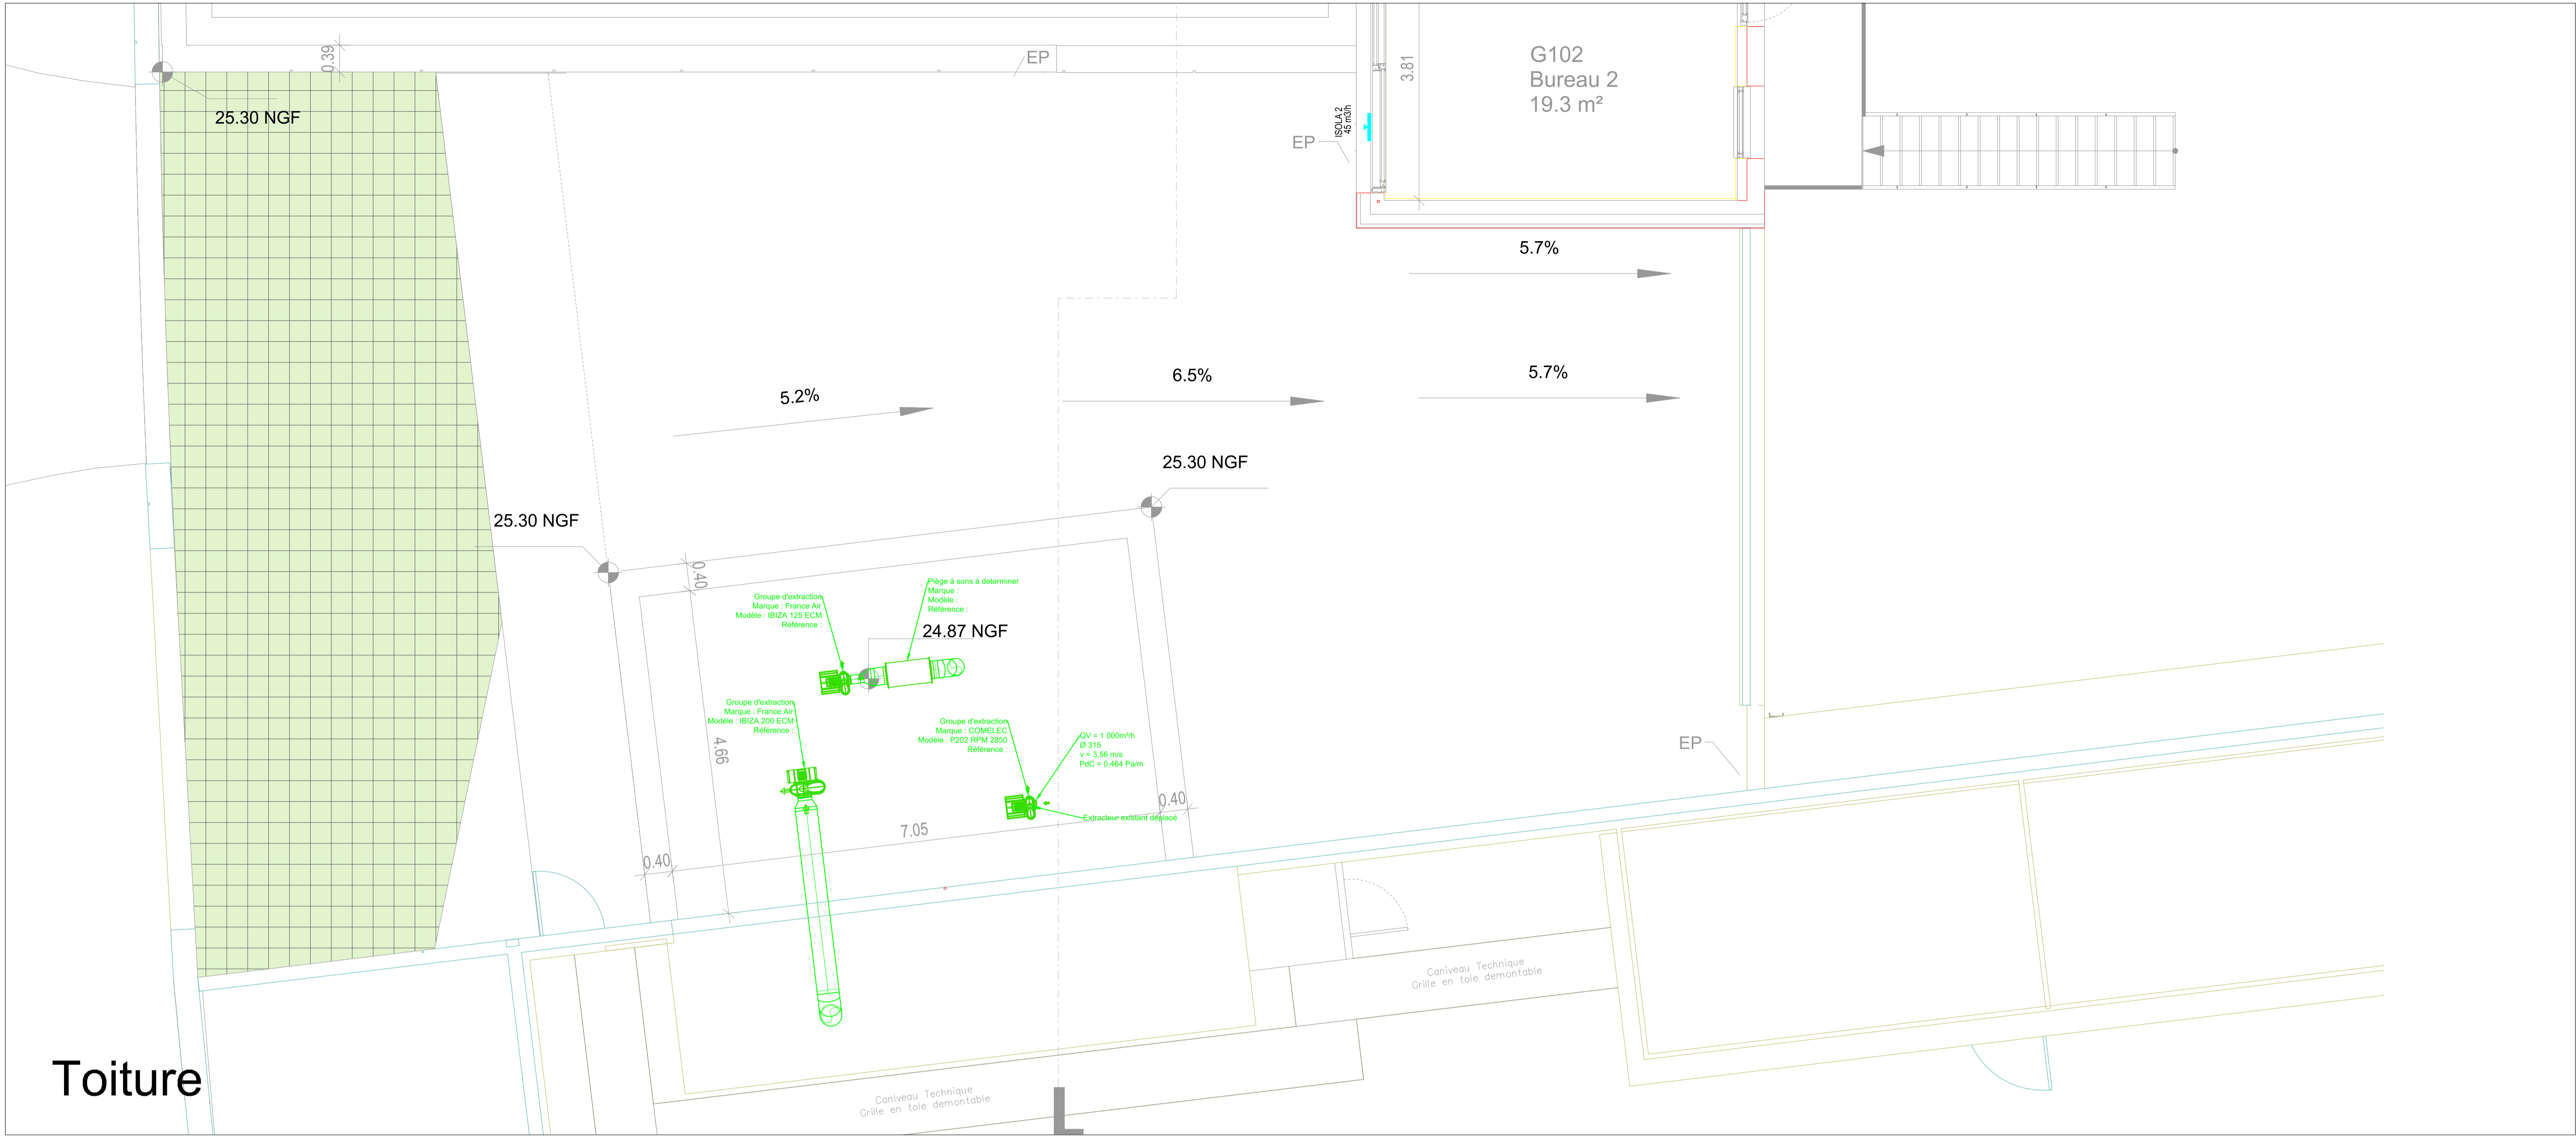 0.39
EP
3.81
G102
Bureau 2
19.3 m²
25.30 NGF
ISOLA 2
45 m3/h
EP
5.7%
5.2%
6.5%
5.7%
25.30 NGF
25.30 NGF
0.40
Piège à sons à determiner
Marque :
Modèle :
Référence :
Groupe d'extraction
Marque : France Air
Modèle : IBIZA 125 ECM
Référence :
24.87 NGF
Groupe d'extraction
Marque : France Air
Modèle : IBIZA 200 ECM
Référence :
4.66
Groupe d'extraction
Marque : COMELEC
Modèle : P202 RPM 2850
Référence :
QV = 1 000m³/h
Ø 315
v = 3.56 m/s
PdC = 0,464 Pa/m
EP
0.40
Extracteur existant déplacé
7.05
0.40
Caniveau Technique
Grille en tole demontable
Toiture
Caniveau Technique
Grille en tole demontable
L